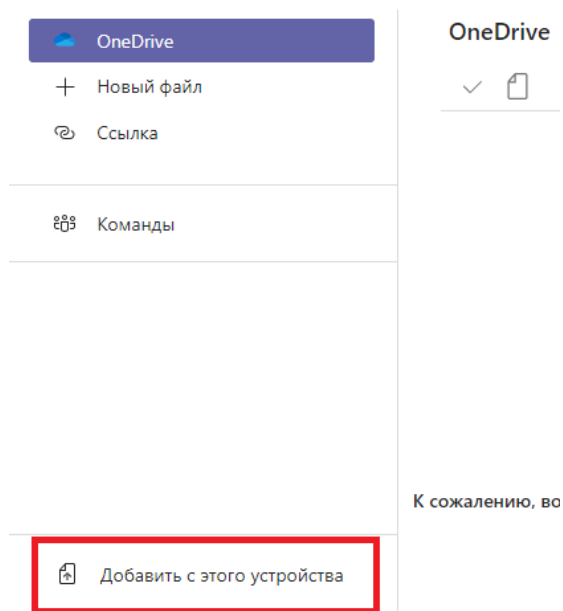 OneDrive
Новый файл
Ссылка
Команды
Добавить с этого устройства
OneDrive
К сожалению, во